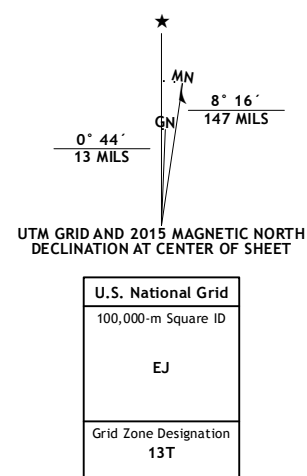 ★
MN
8° 16´
147 MILS
GN
0° 44´
13 MILS
UTM GRID AND 2015 MAGNETIC NORTH
DECLINATION AT CENTER OF SHEET
U.S. National Grid
100,000-m Square ID
EJ
Grid Zone Designation
13T